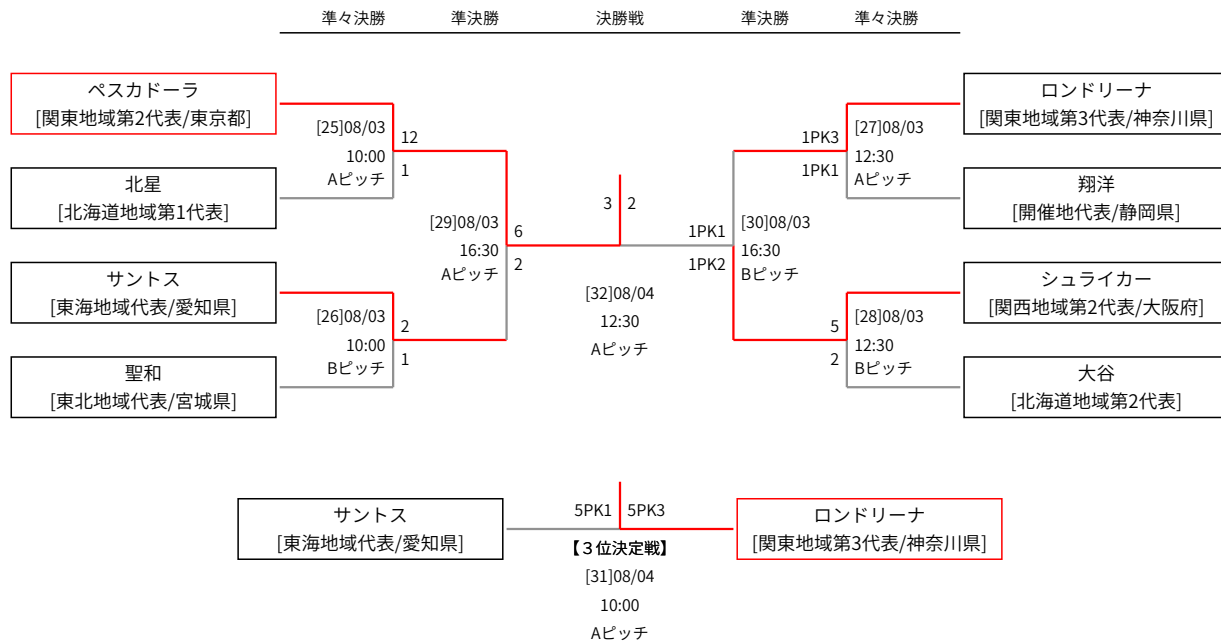 準々決勝
準決勝
決勝戦
準決勝
準々決勝
ペスカドーラ
[関東地域第2代表/東京都]
北星
[北海道地域第1代表]
サントス
[東海地域代表/愛知県]
聖和
[東北地域代表/宮城県]
[25]08/03
10:00
Aピッチ
12
1
[26]08/03
10:00
Bピッチ
2
1
[29]08/03
16:30
Aピッチ
6
2
3
2
[32]08/04
12:30
Aピッチ
1PK1
1PK2
[30]08/03
16:30
Bピッチ
1PK3
1PK1
[27]08/03
12:30
Aピッチ
5
2
[28]08/03
12:30
Bピッチ
ロンドリーナ
[関東地域第3代表/神奈川県]
翔洋
[開催地代表/静岡県]
シュライカー
[関西地域第2代表/大阪府]
大谷
[北海道地域第2代表]
サントス
[東海地域代表/愛知県]
5PK1
5PK3
【３位決定戦】
[31]08/04
10:00
Aピッチ
ロンドリーナ
[関東地域第3代表/神奈川県]